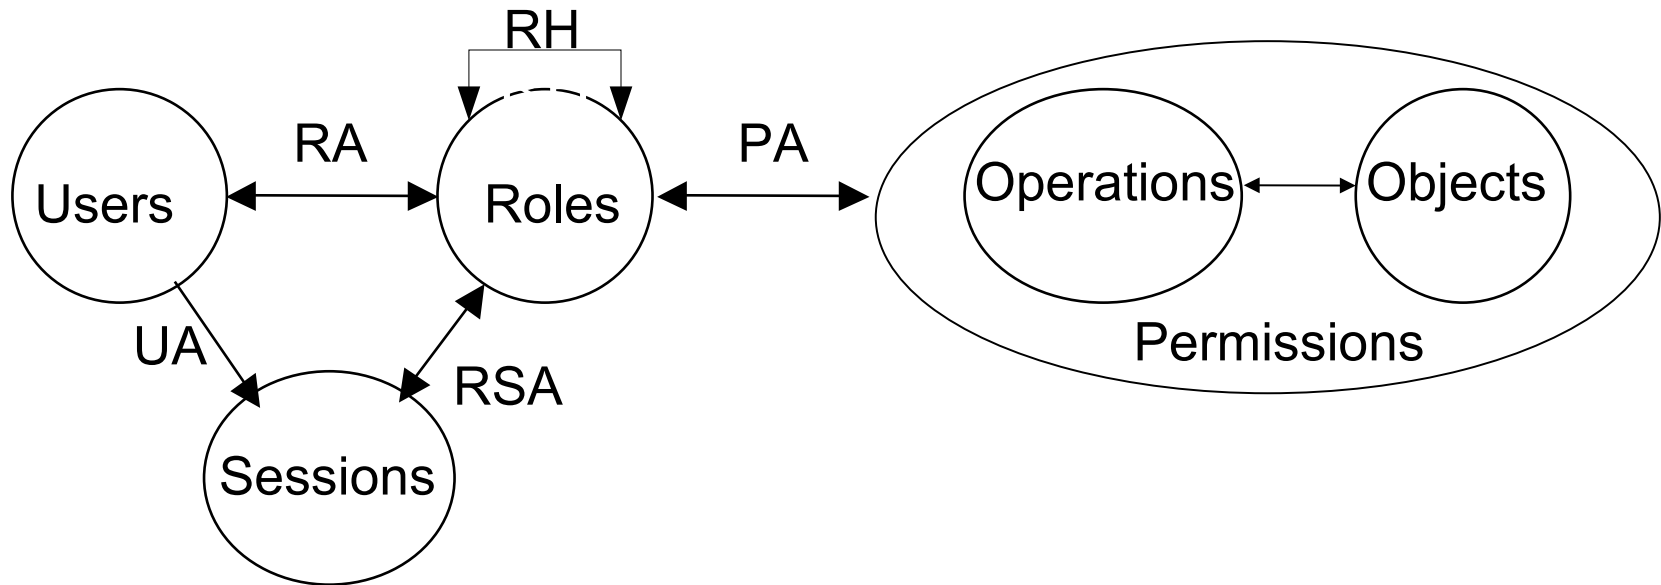 RH
RA
PA
Users
Roles
Operations
Objects
UA
RSA
Permissions
Sessions